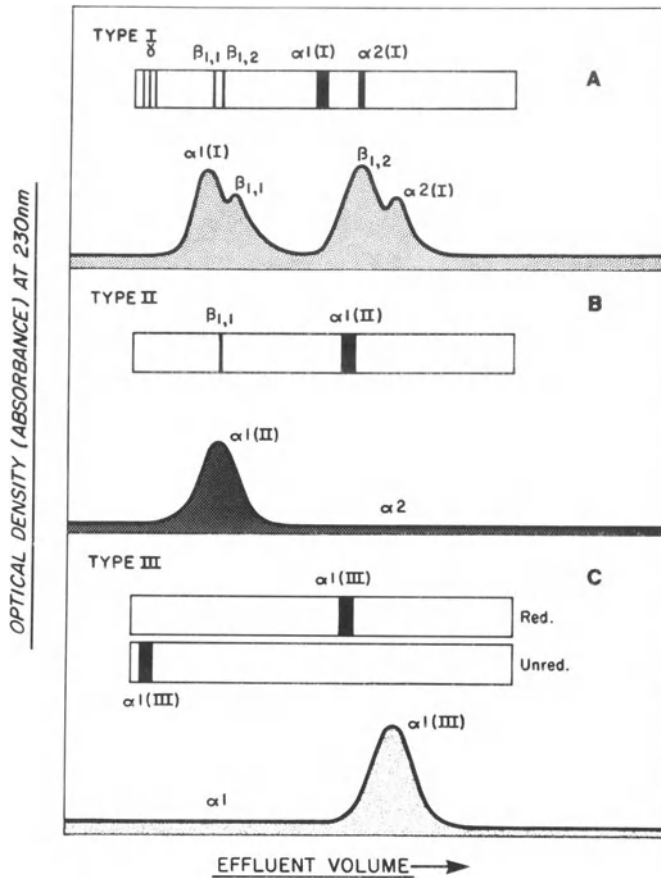 OPTICAL DENSITY (ABSORBANCE) AT 230nm
TYPE I
γ
β1,1 β1,2 α1(I) α2(I)
A
α1(I)
β1,1
β1,2
α2(I)
TYPE II
B
β1,1 α1(II)
α1(II)
α2
TYPE III
C
α1(III)
Red.
Unred.
α1(III)
α1(III)
α1
EFFLUENT VOLUME